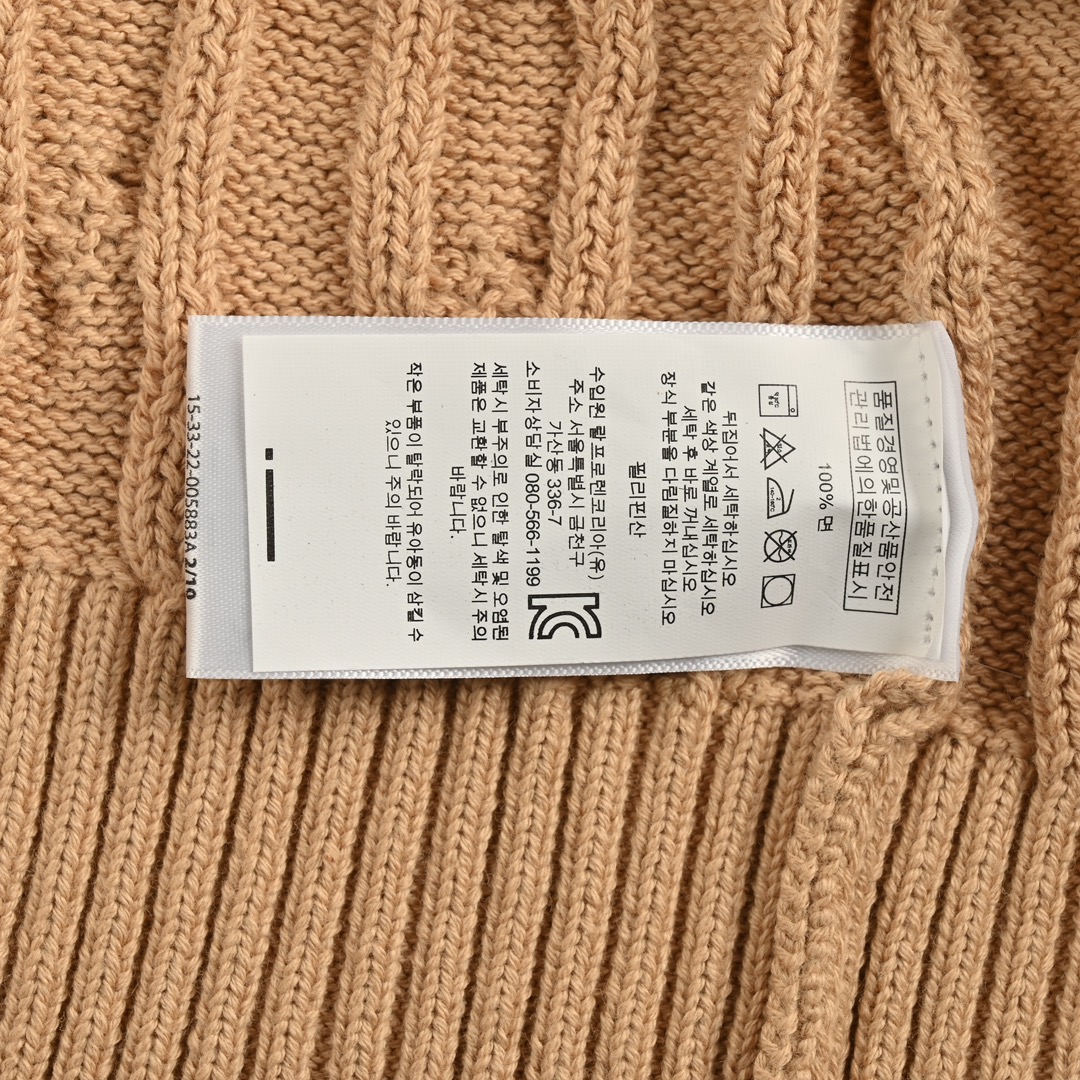 품질경영및공산품안전
관리법에의한품질표시
100% 면
뒤집어서 세탁하십시오
같은 색상 계열로 세탁하십시오
세탁 후 바로 꺼내십시오
장식 부분을 다림질하지 마십시오
필리핀산
수입원 랄프로렌코리아(유)
주소 서울특별시 금천구
가산동 336-7
소비자상담실 080-566-1199
세탁시 부주의로 인한 탈색 및 오염된
제품은 교환할 수 없으니 세탁시 주의
바랍니다.
작은 부품이 탈락되어 유아동이 삼킬 수
있으니 주의 바랍니다.
15-33-22-005883A 2/19